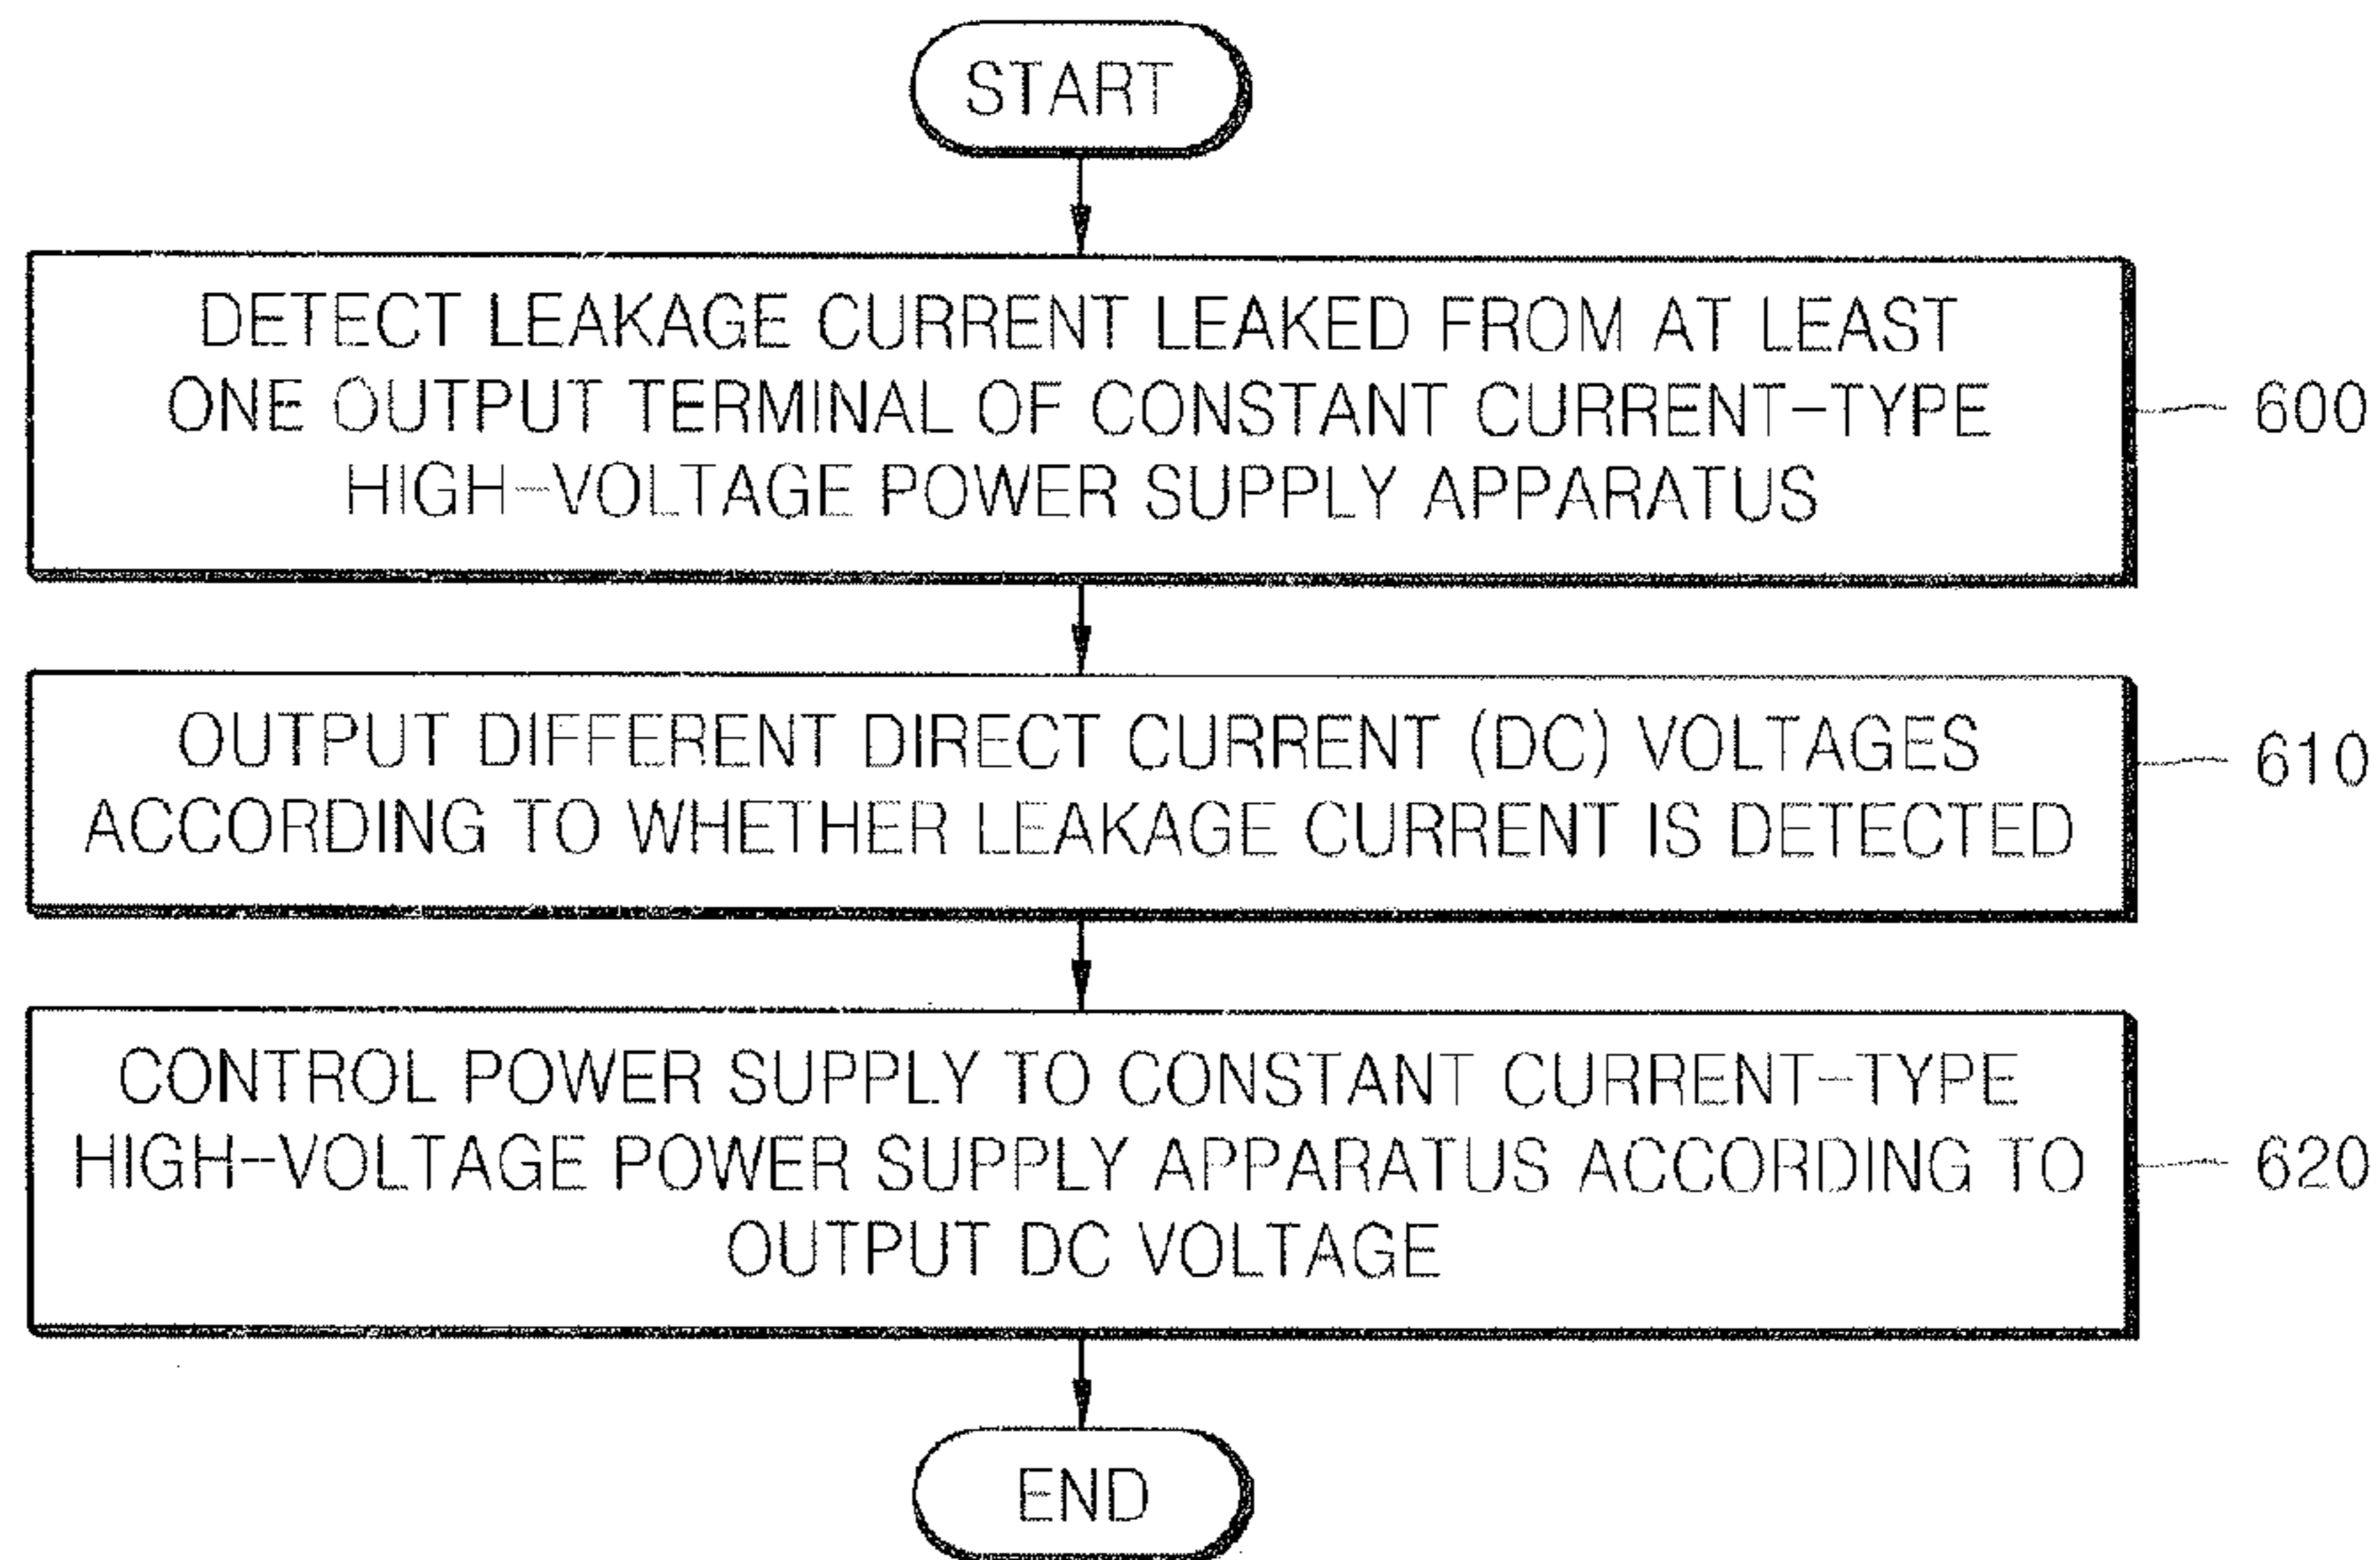 START
DETECT LEAKAGE CURRENT LEAKED FROM AT LEAST
ONE OUTPUT TERMINAL OF CONSTANT CURRENT-TYPE
HIGH-VOLTAGE POWER SUPPLY APPARATUS
600
OUTPUT DIFFERENT DIRECT CURRENT (DC) VOLTAGES
ACCORDING TO WHETHER LEAKAGE CURRENT IS DETECTED
610
CONTROL POWER SUPPLY TO CONSTANT CURRENT-TYPE
HIGH-VOLTAGE POWER SUPPLY APPARATUS ACCORDING TO
OUTPUT DC VOLTAGE
620
END